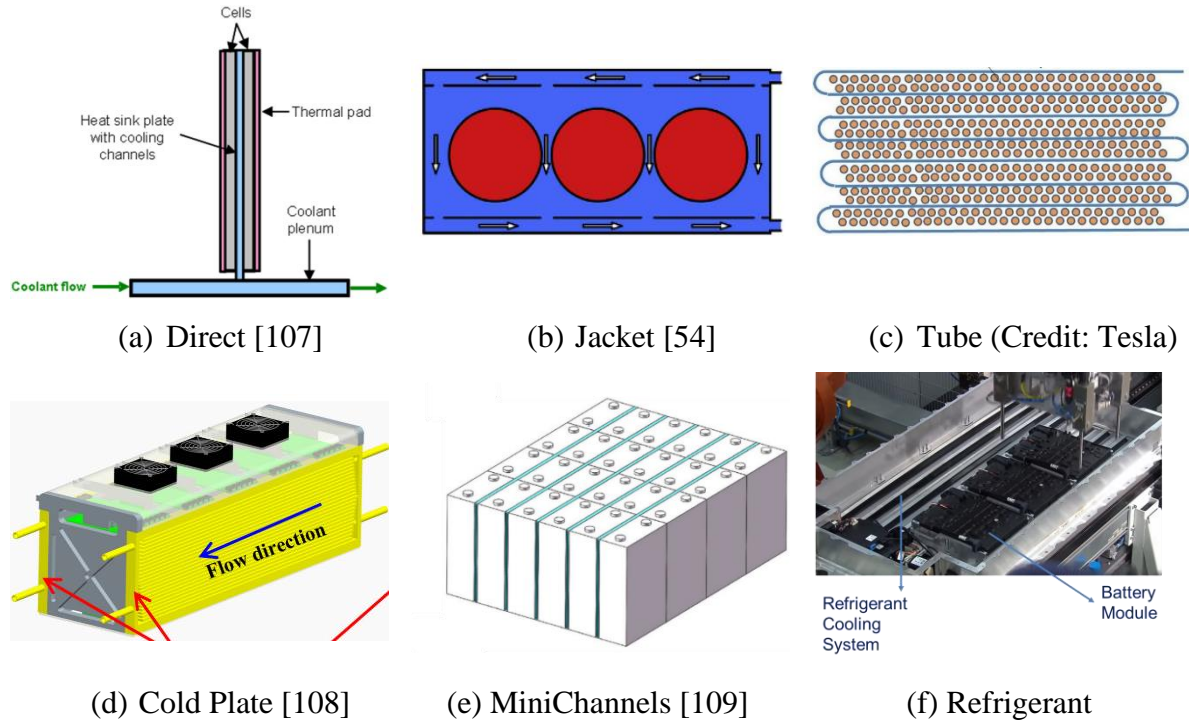 Cells
Thermal pad
Heat sink plate
with cooling
channels
Coolant
plenum
Coolant flow
(a) Direct [107]
(b) Jacket [54]
(c) Tube (Credit: Tesla)
Flow direction
Refrigerant
Cooling
System
Battery
Module
(d) Cold Plate [108]
(e) MiniChannels [109]
(f) Refrigerant